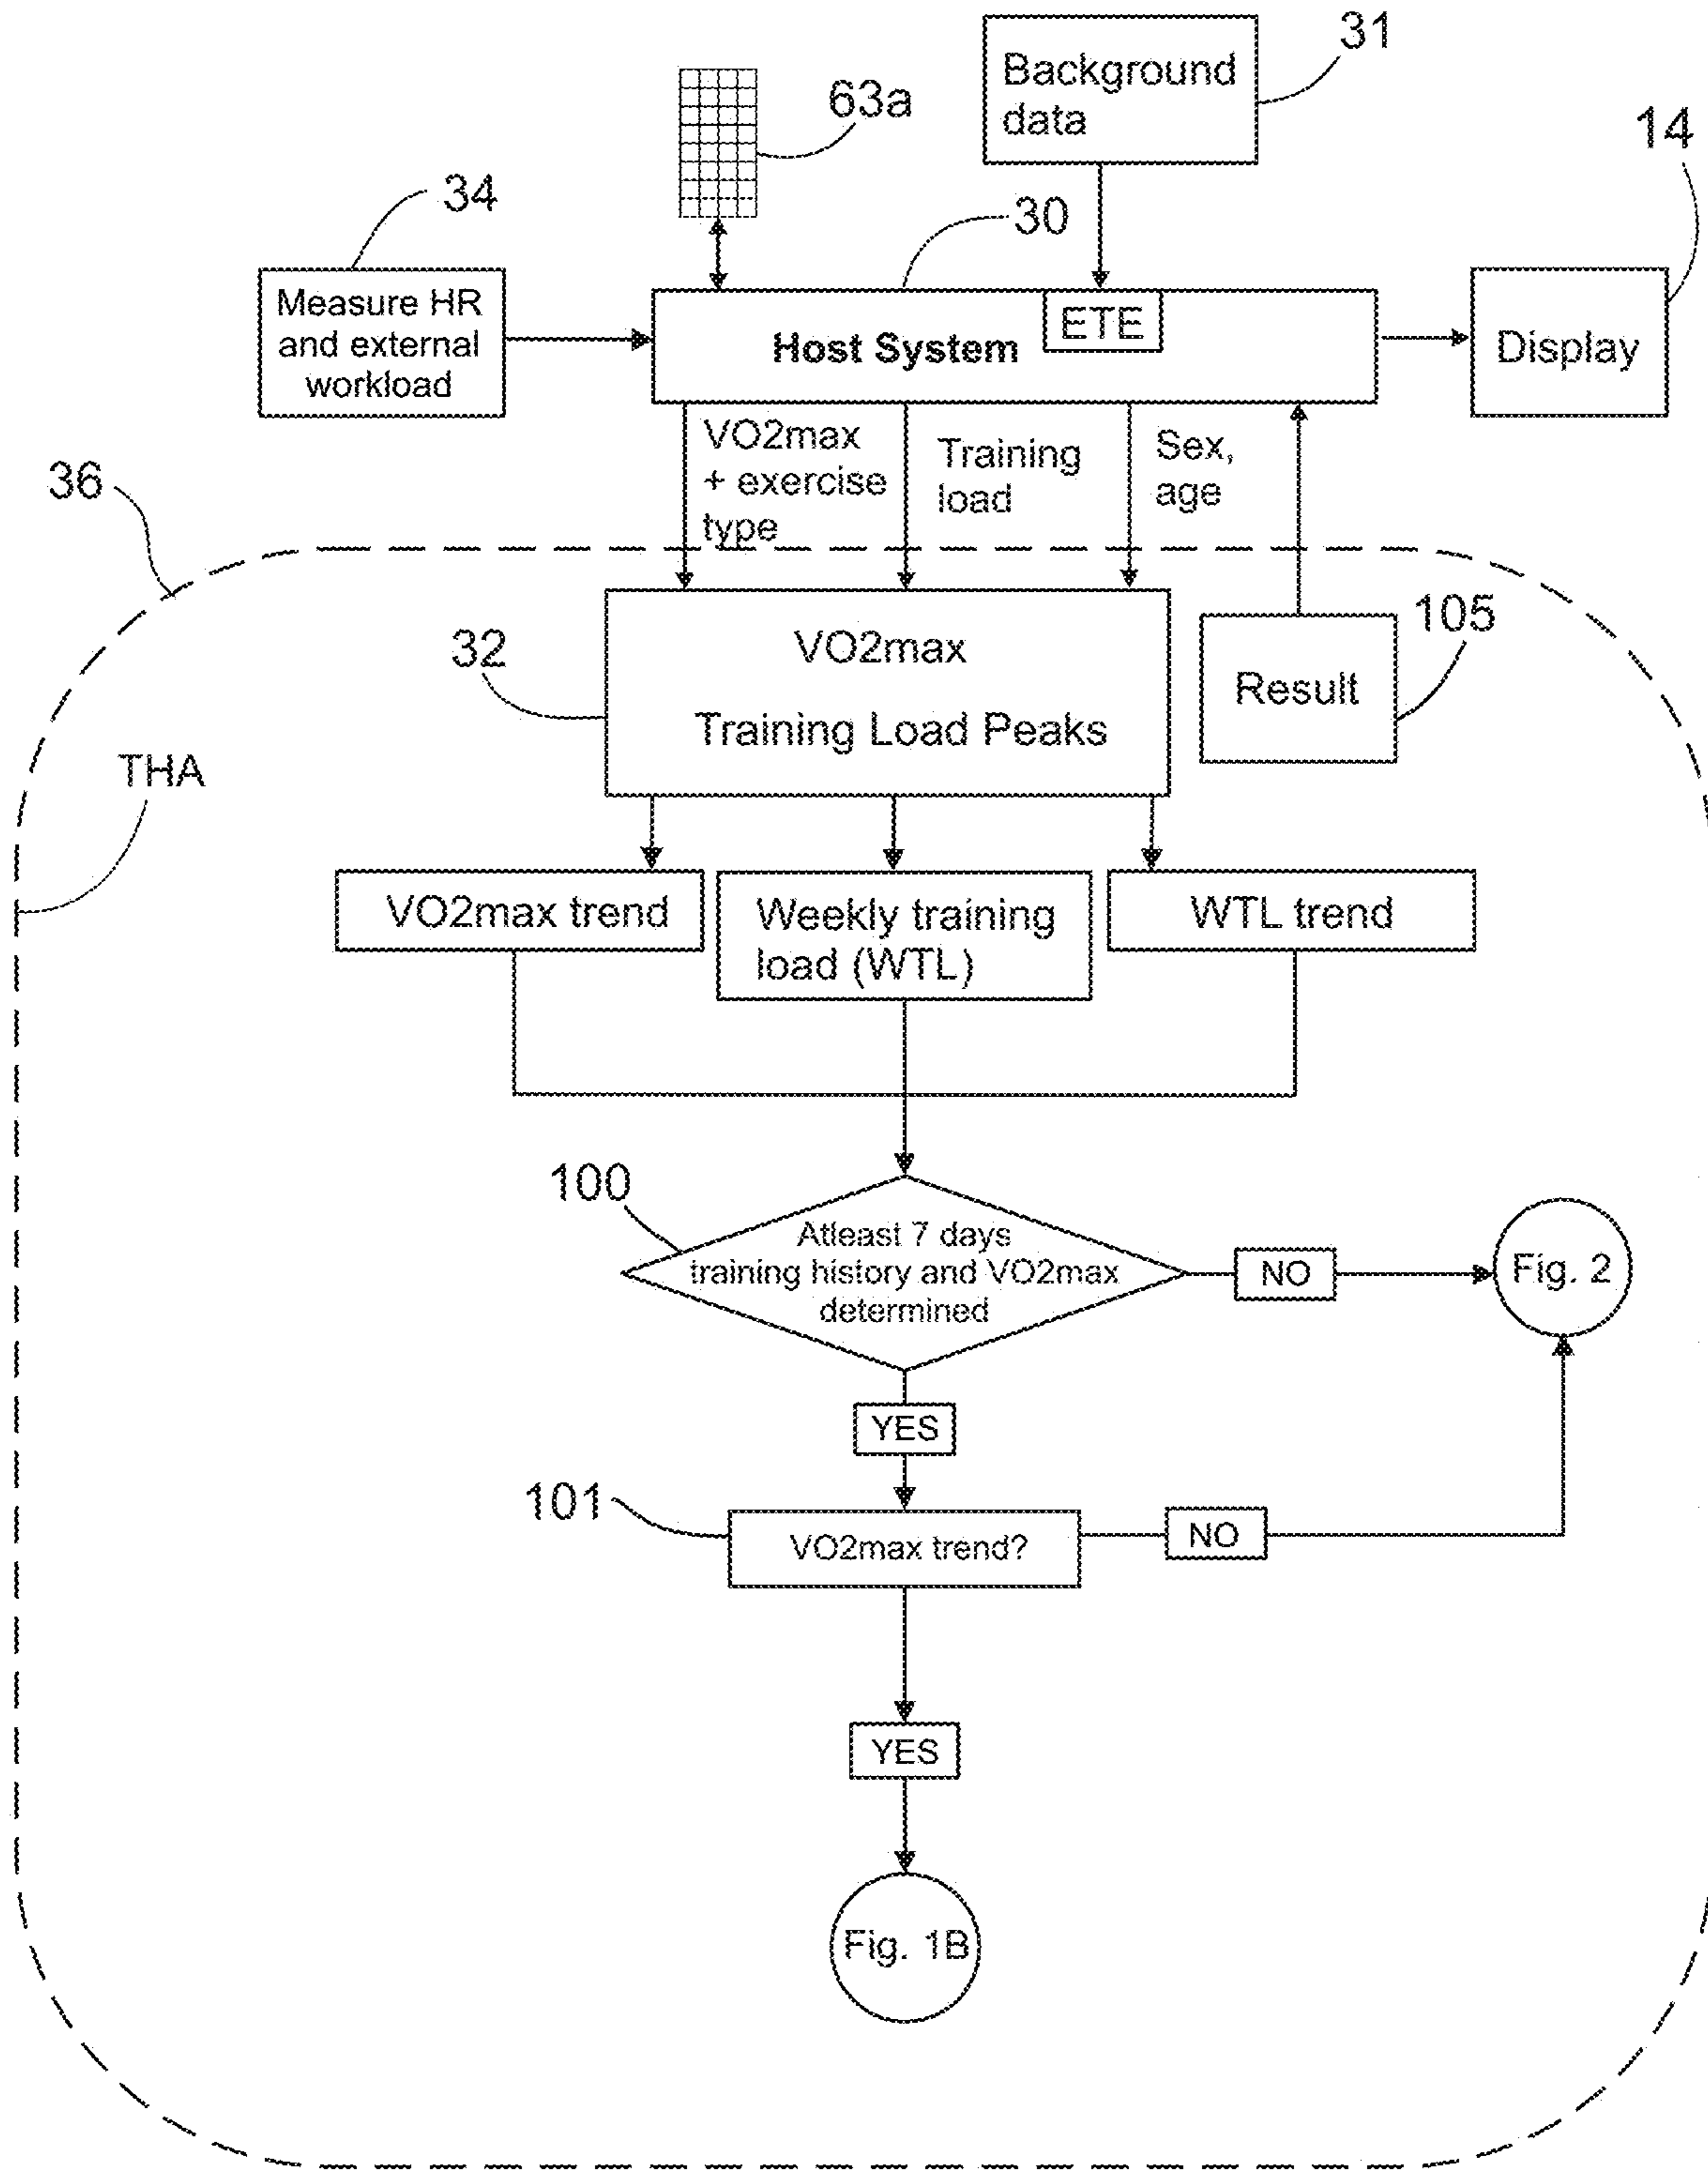 31
Background
data
63a
14
34
30
Measure HR
and external
workload
ETE
Host System
Display
VO2max
+ exercise
type
Training
load
Sex,
age
36
32
VO2max
Training Load Peaks
105
Result
THA
VO2max trend
Weekly training
load (WTL)
WTL trend
100
Atleast 7 days
training history and VO2max
determined
NO
Fig. 2
YES
101
VO2max trend?
NO
YES
Fig. 1B